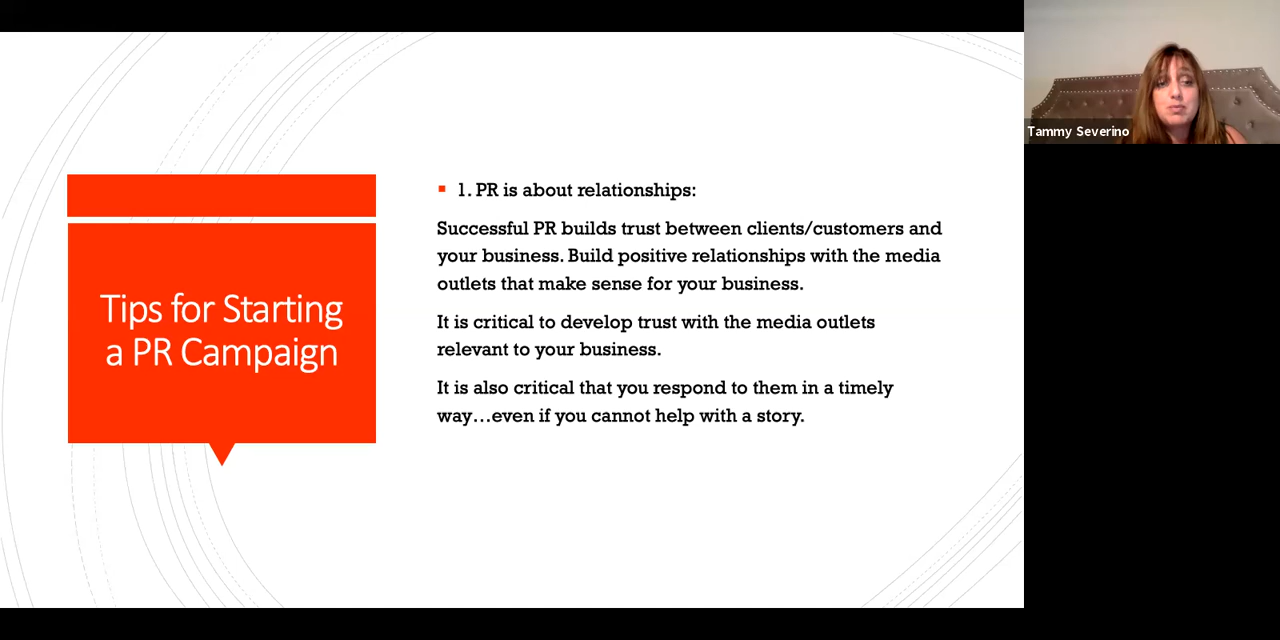 Tammy Severino
Tips for Starting
a PR Campaign
1. PR is about relationships:
Successful PR builds trust between clients/customers and
your business. Build positive relationships with the media
outlets that make sense for your business.
It is critical to develop trust with the media outlets
relevant to your business.
It is also critical that you respond to them in a timely
way…even if you cannot help with a story.